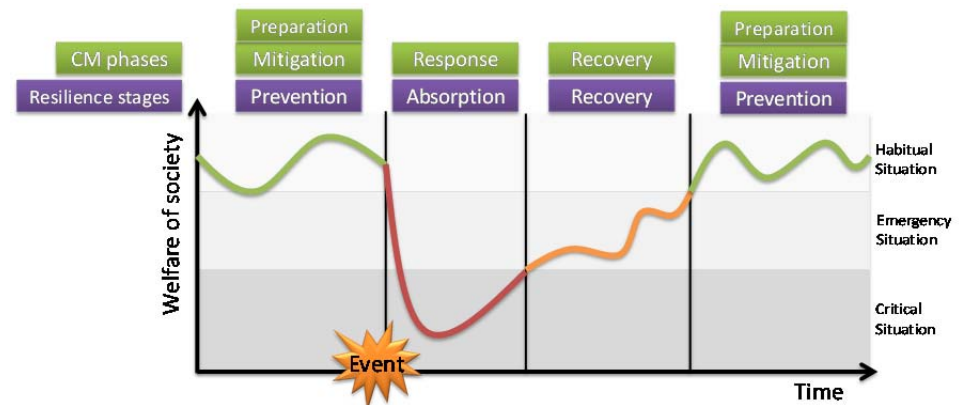 Preparation
Preparation
CM phases
Mitigation
Response
Recovery
Mitigation
Resilience stages
Prevention
Absorption
Recovery
Prevention
Welfare of society
Habitual
Situation
Emergency
Situation
Critical
Situation
Event
Time